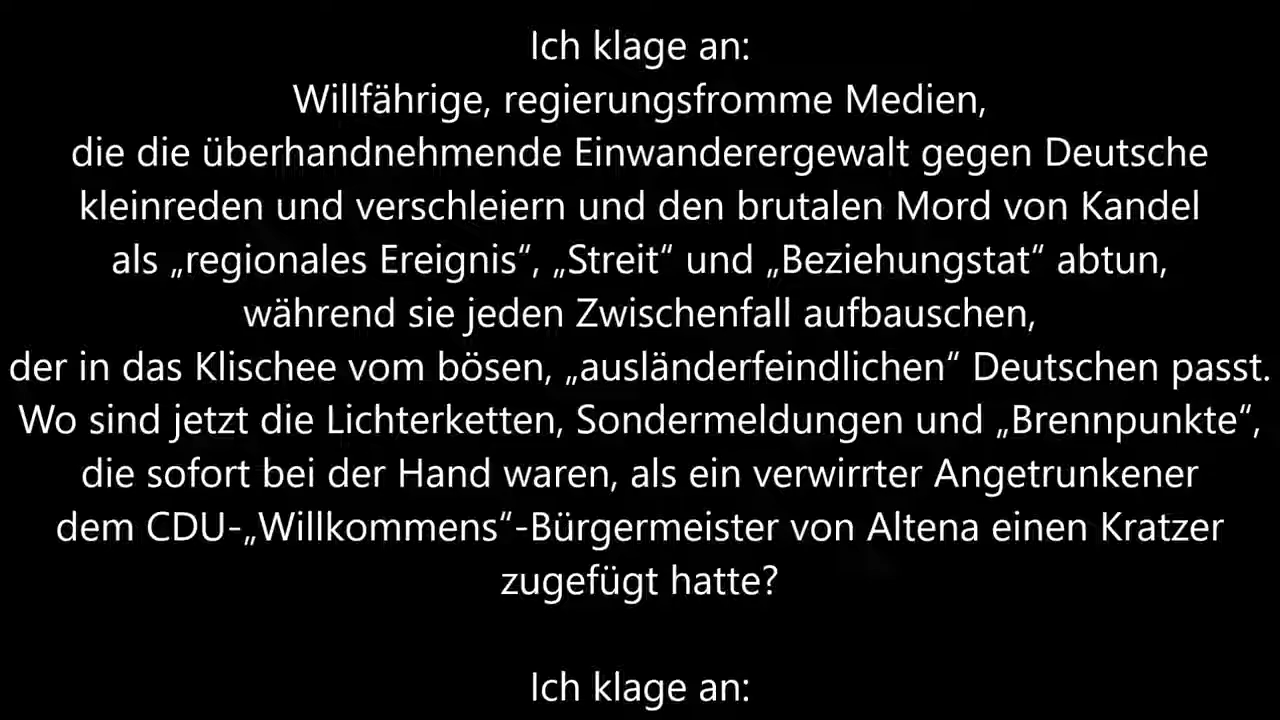 Ich klage an:
Willfährige, regierungsfromme Medien,
die die überhandnehmende Einwanderergewalt gegen Deutsche
kleinreden und verschleiern und den brutalen Mord von Kandel
als „regionales Ereignis“, „Streit“ und „Beziehungstat“ abtun,
während sie jeden Zwischenfall aufbauschen,
der in das Klischee vom bösen, „ausländerfeindlichen“ Deutschen passt.
Wo sind jetzt die Lichterketten, Sondermeldungen und „Brennpunkte“,
die sofort bei der Hand waren, als ein verwirrter Angetrunkener
dem CDU-„Willkommens“-Bürgermeister von Altena einen Kratzer
zugefügt hatte?
Ich klage an: